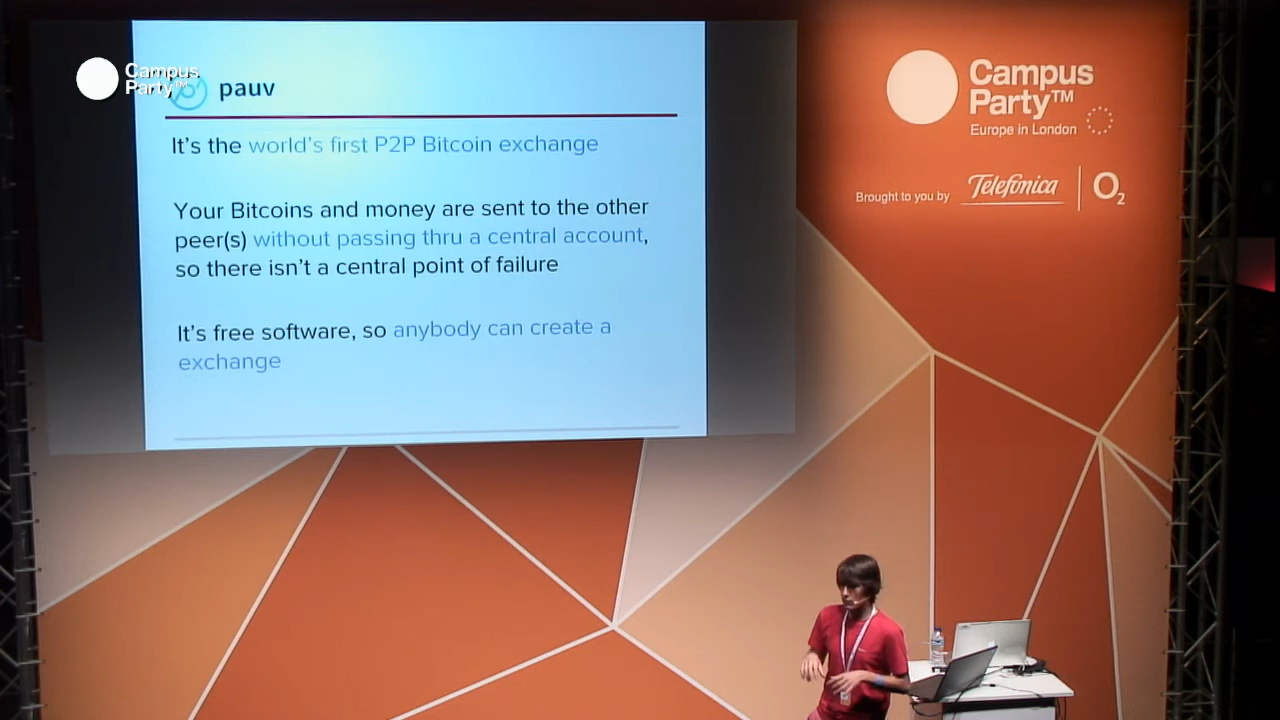 Campus
Party™
pauv
It's the world's first P2P Bitcoin exchange
Your Bitcoins and money are sent to the other
peer(s) without passing thru a central account,
so there isn't a central point of failure
It's free software, so anybody can create a
exchange
Campus
Party™
Europe in London
Brought to you by
Telefónica
O2